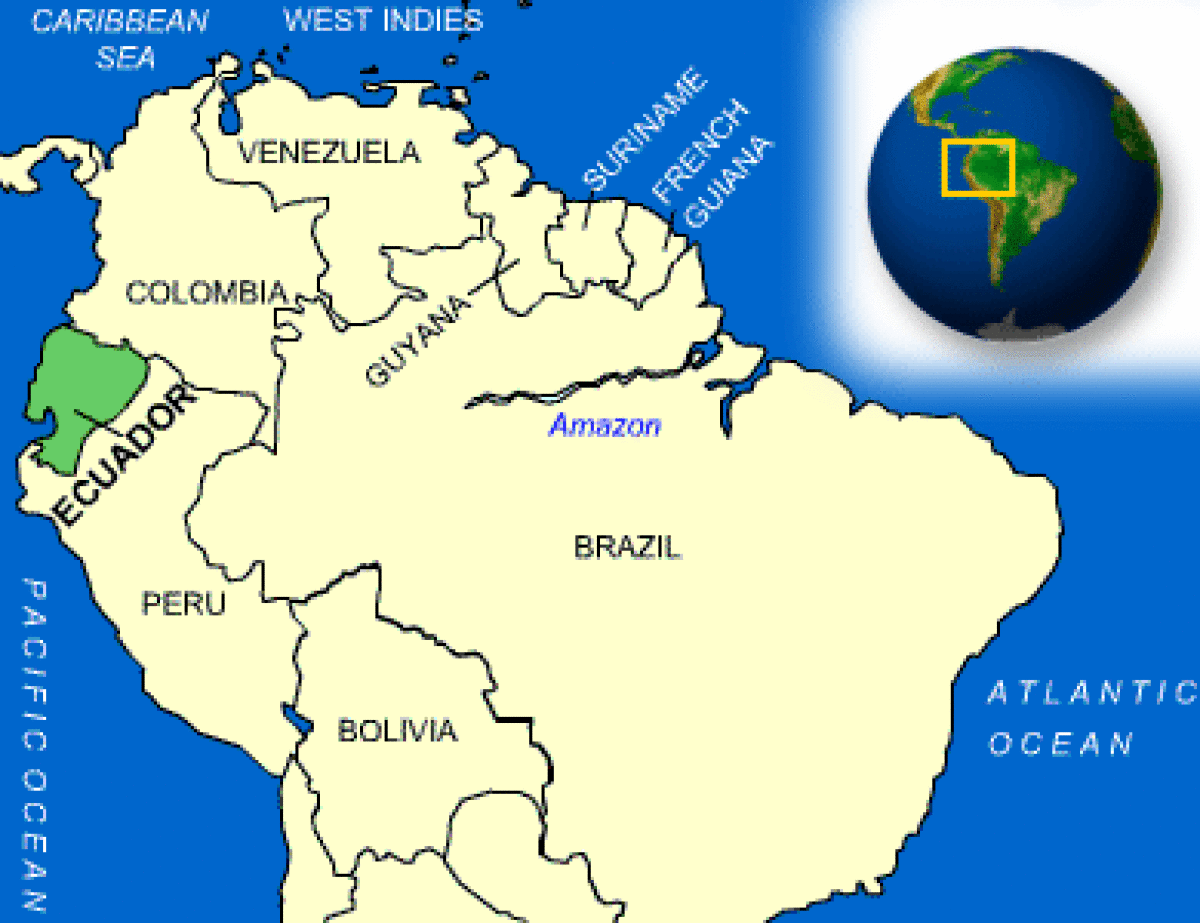 CARIBBEAN
SEA
WEST INDIES
SURINAME
FRENCH
GUIANA
VENEZUELA
COLOMBIA
GUYANA
ECUADOR
Amazon
BRAZIL
PERU
BOLIVIA
PACIFIC OCEAN
ATLANTIC
OCEAN